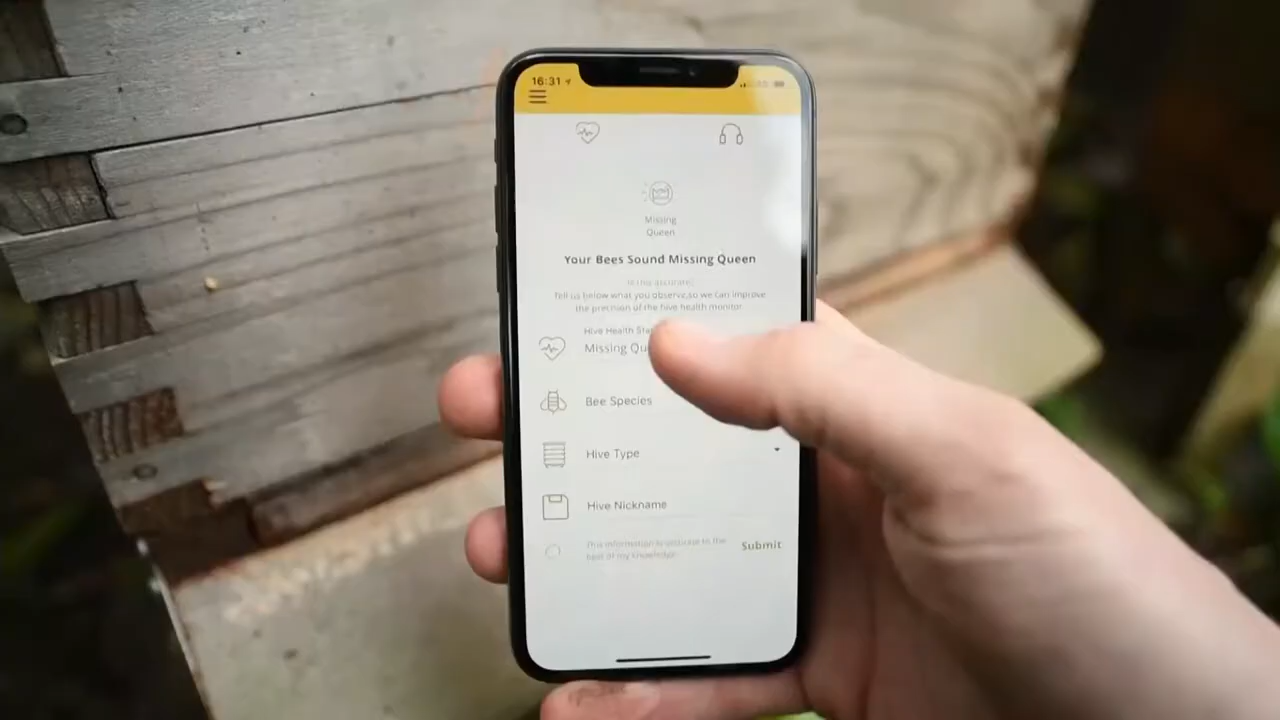 16:31
Missing
Queen
Your Bees Sound Missing Queen
Is this accurate?
Tell us below what you observe, so we can improve
the precision of the hive health monitor.
Hive Health Sta
Missing Qu
Bee Species
Hive Type
Hive Nickname
This information is accurate to the
best of my knowledge.
Submit